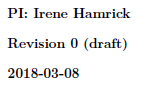 PI: Irene Hamrick
Revision 0 (draft)
2018-03-08